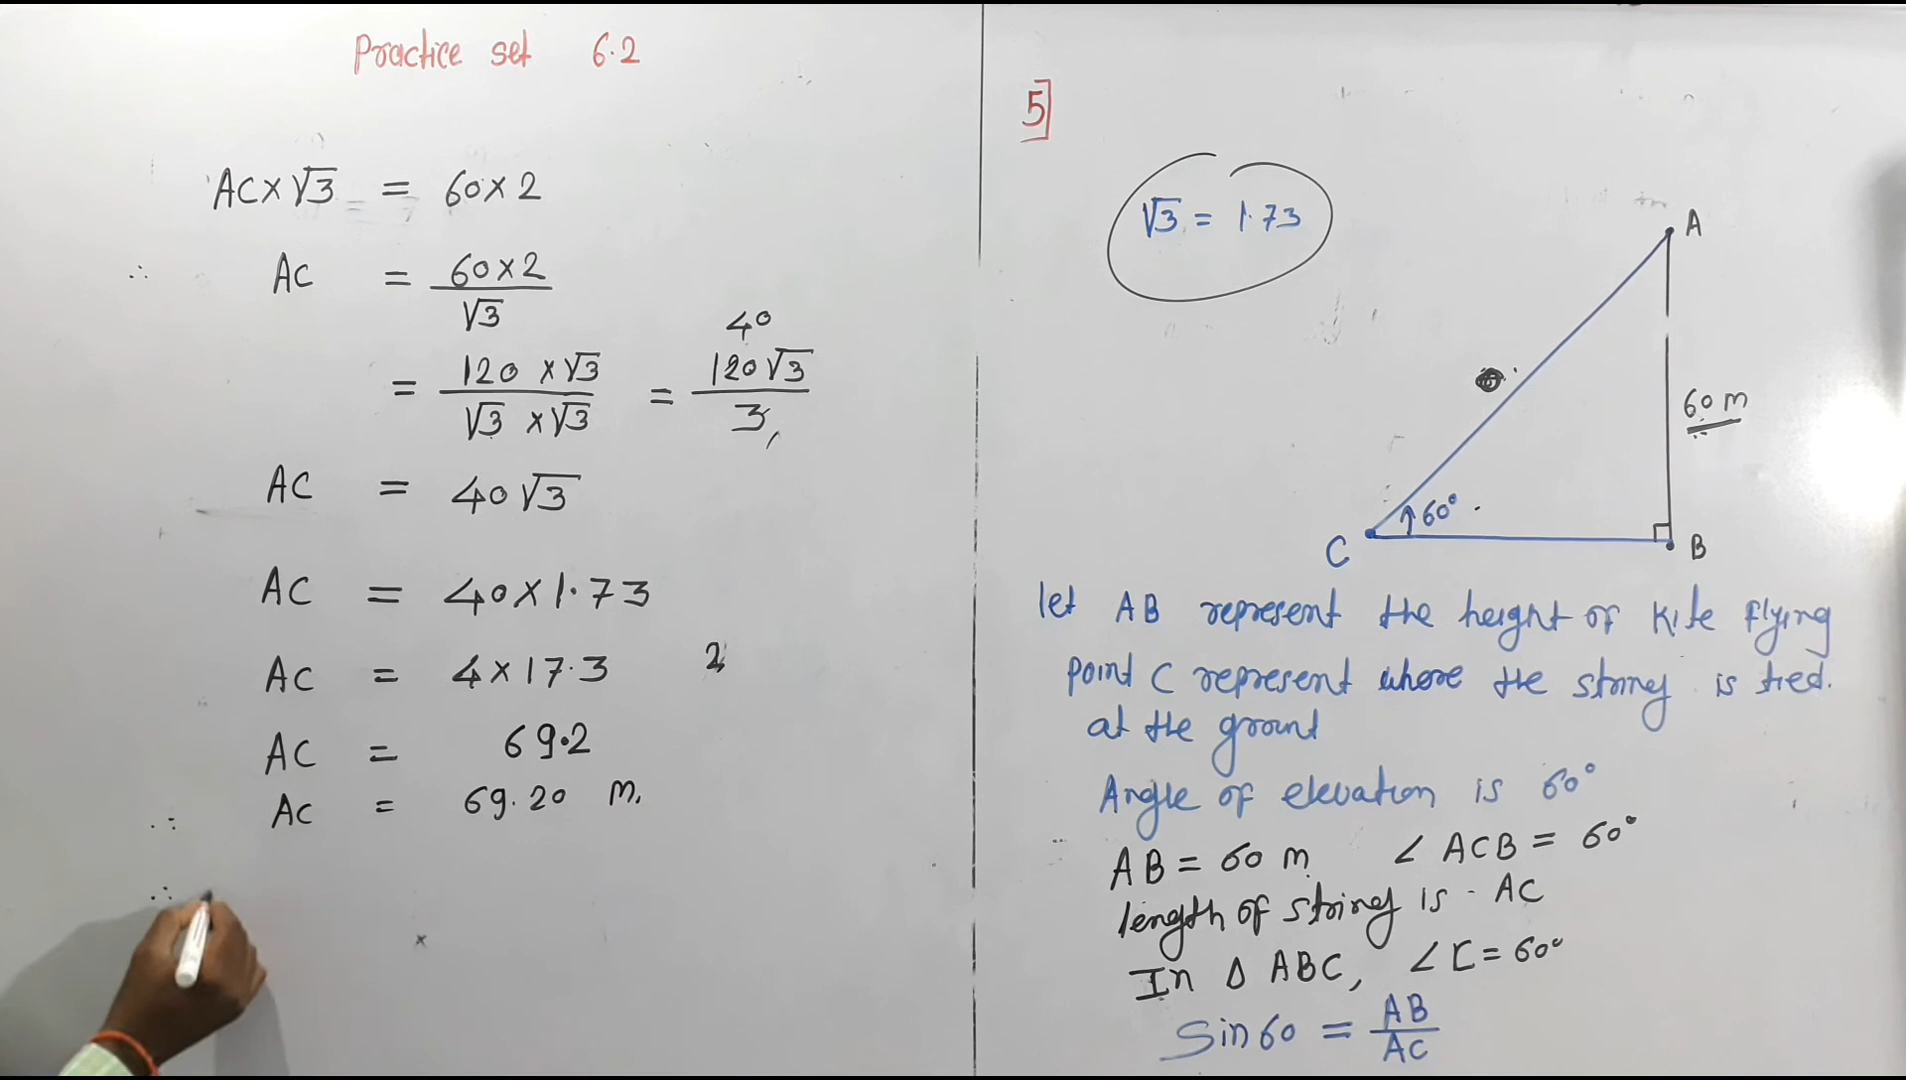 Practice set 6.2
AC×√3 = 60×2
∴ AC = 60×2 / √3
= 120 ×√3 / √3 ×√3 = 120√3 / 3, 40
AC = 40√3
AC = 40×1.73
AC = 4×17.3 2
AC = 69.2
∴ AC = 69.20 m.
∴
5
√3 = 1.73
A
60 m
60°
C
B
let AB represent the height of kite flying
point C represent where the string is tied.
at the ground
Angle of elevation is 60°
AB = 60 m ∠ACB = 60°
length of string is AC
In Δ ABC, ∠C = 60°
Sin60 = AB / AC